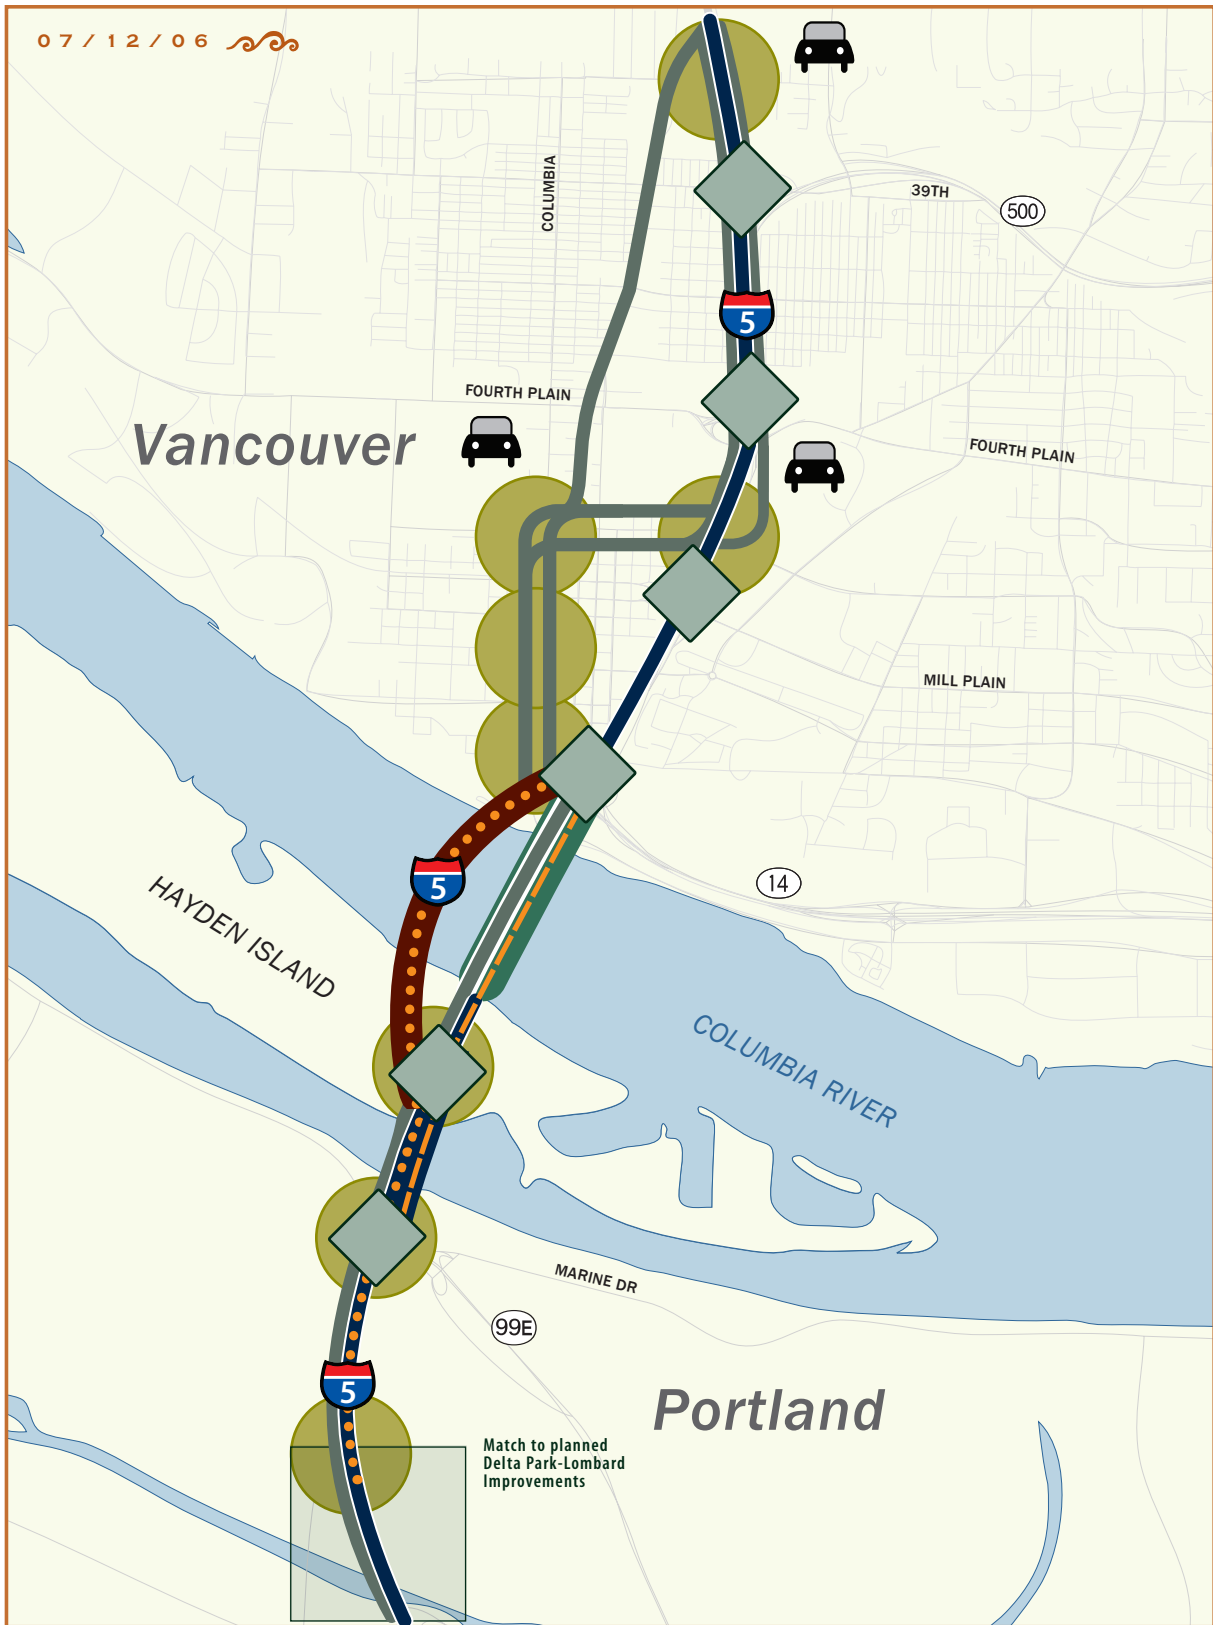 07/12/06
COLUMBIA
39TH
500
5
FOURTH PLAIN
Vancouver
FOURTH PLAIN
MILL PLAIN
5
14
HAYDEN ISLAND
COLUMBIA RIVER
MARINE DR
99E
5
Portland
Match to planned
Delta Park-Lombard
Improvements